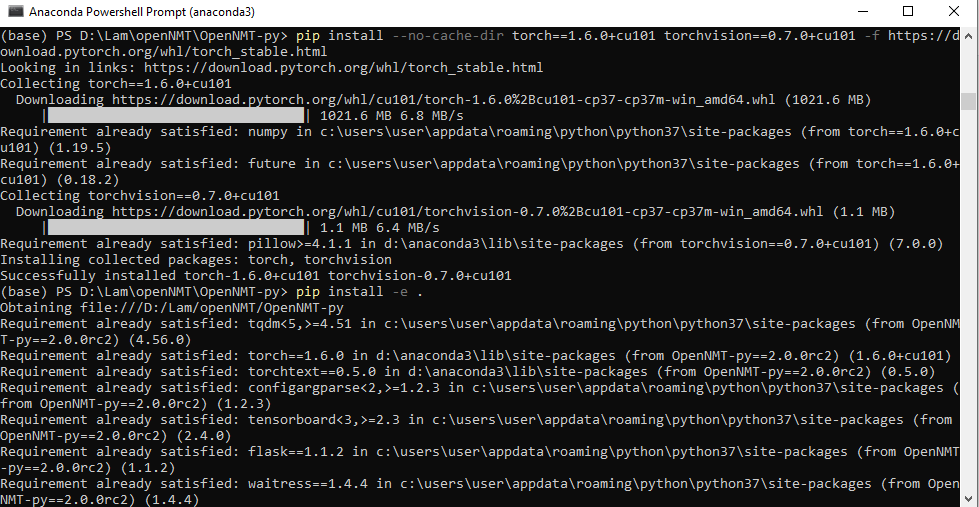 Anaconda Powershell Prompt (anaconda3)
(base) PS D:\Lam\openNMT\OpenNMT-py> pip install --no-cache-dir torch==1.6.0+cu101 torchvision==0.7.0+cu101 -f https://d
ownload.pytorch.org/whl/torch_stable.html
Looking in links: https://download.pytorch.org/whl/torch_stable.html
Collecting torch==1.6.0+cu101
  Downloading https://download.pytorch.org/whl/cu101/torch-1.6.0%2Bcu101-cp37-cp37m-win_amd64.whl (1021.6 MB)
     |████████████████████████████████| 1021.6 MB 6.8 MB/s
Requirement already satisfied: numpy in c:\users\user\appdata\roaming\python\python37\site-packages (from torch==1.6.0+c
u101) (1.19.5)
Requirement already satisfied: future in c:\users\user\appdata\roaming\python\python37\site-packages (from torch==1.6.0+
cu101) (0.18.2)
Collecting torchvision==0.7.0+cu101
  Downloading https://download.pytorch.org/whl/cu101/torchvision-0.7.0%2Bcu101-cp37-cp37m-win_amd64.whl (1.1 MB)
     |████████████████████████████████| 1.1 MB 6.4 MB/s
Requirement already satisfied: pillow>=4.1.1 in d:\anaconda3\lib\site-packages (from torchvision==0.7.0+cu101) (7.0.0)
Installing collected packages: torch, torchvision
Successfully installed torch-1.6.0+cu101 torchvision-0.7.0+cu101
(base) PS D:\Lam\openNMT\OpenNMT-py> pip install -e .
Obtaining file:///D:/Lam/openNMT/OpenNMT-py
Requirement already satisfied: tqdm<5,>=4.51 in c:\users\user\appdata\roaming\python\python37\site-packages (from OpenNM
T-py==2.0.0rc2) (4.56.0)
Requirement already satisfied: torch==1.6.0 in d:\anaconda3\lib\site-packages (from OpenNMT-py==2.0.0rc2) (1.6.0+cu101)
Requirement already satisfied: torchtext==0.5.0 in d:\anaconda3\lib\site-packages (from OpenNMT-py==2.0.0rc2) (0.5.0)
Requirement already satisfied: configargparse<2,>=1.2.3 in c:\users\user\appdata\roaming\python\python37\site-packages (
from OpenNMT-py==2.0.0rc2) (1.2.3)
Requirement already satisfied: tensorboard<3,>=2.3 in c:\users\user\appdata\roaming\python\python37\site-packages (from
OpenNMT-py==2.0.0rc2) (2.4.0)
Requirement already satisfied: flask==1.1.2 in c:\users\user\appdata\roaming\python\python37\site-packages (from OpenNMT
-py==2.0.0rc2) (1.1.2)
Requirement already satisfied: waitress==1.4.4 in c:\users\user\appdata\roaming\python\python37\site-packages (from Open
NMT-py==2.0.0rc2) (1.4.4)